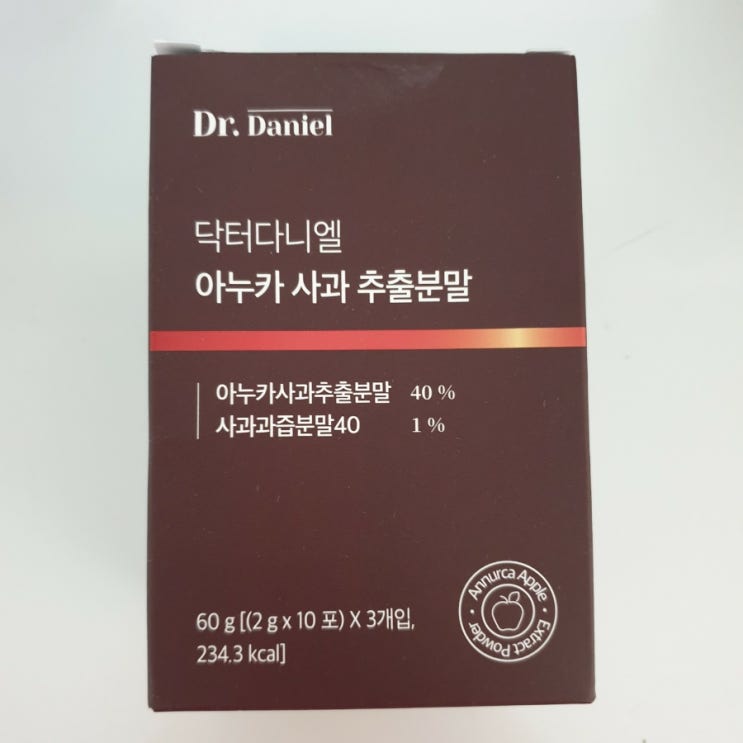 Dr. Daniel
닥터다니엘
아누카 사과 추출분말
아누카사과추출분말 40 %
사과과즙분말40 1 %
60 g [(2 g x 10 포) X 3개입,
234.3 kcal]
Annurca Apple
Extract Powder